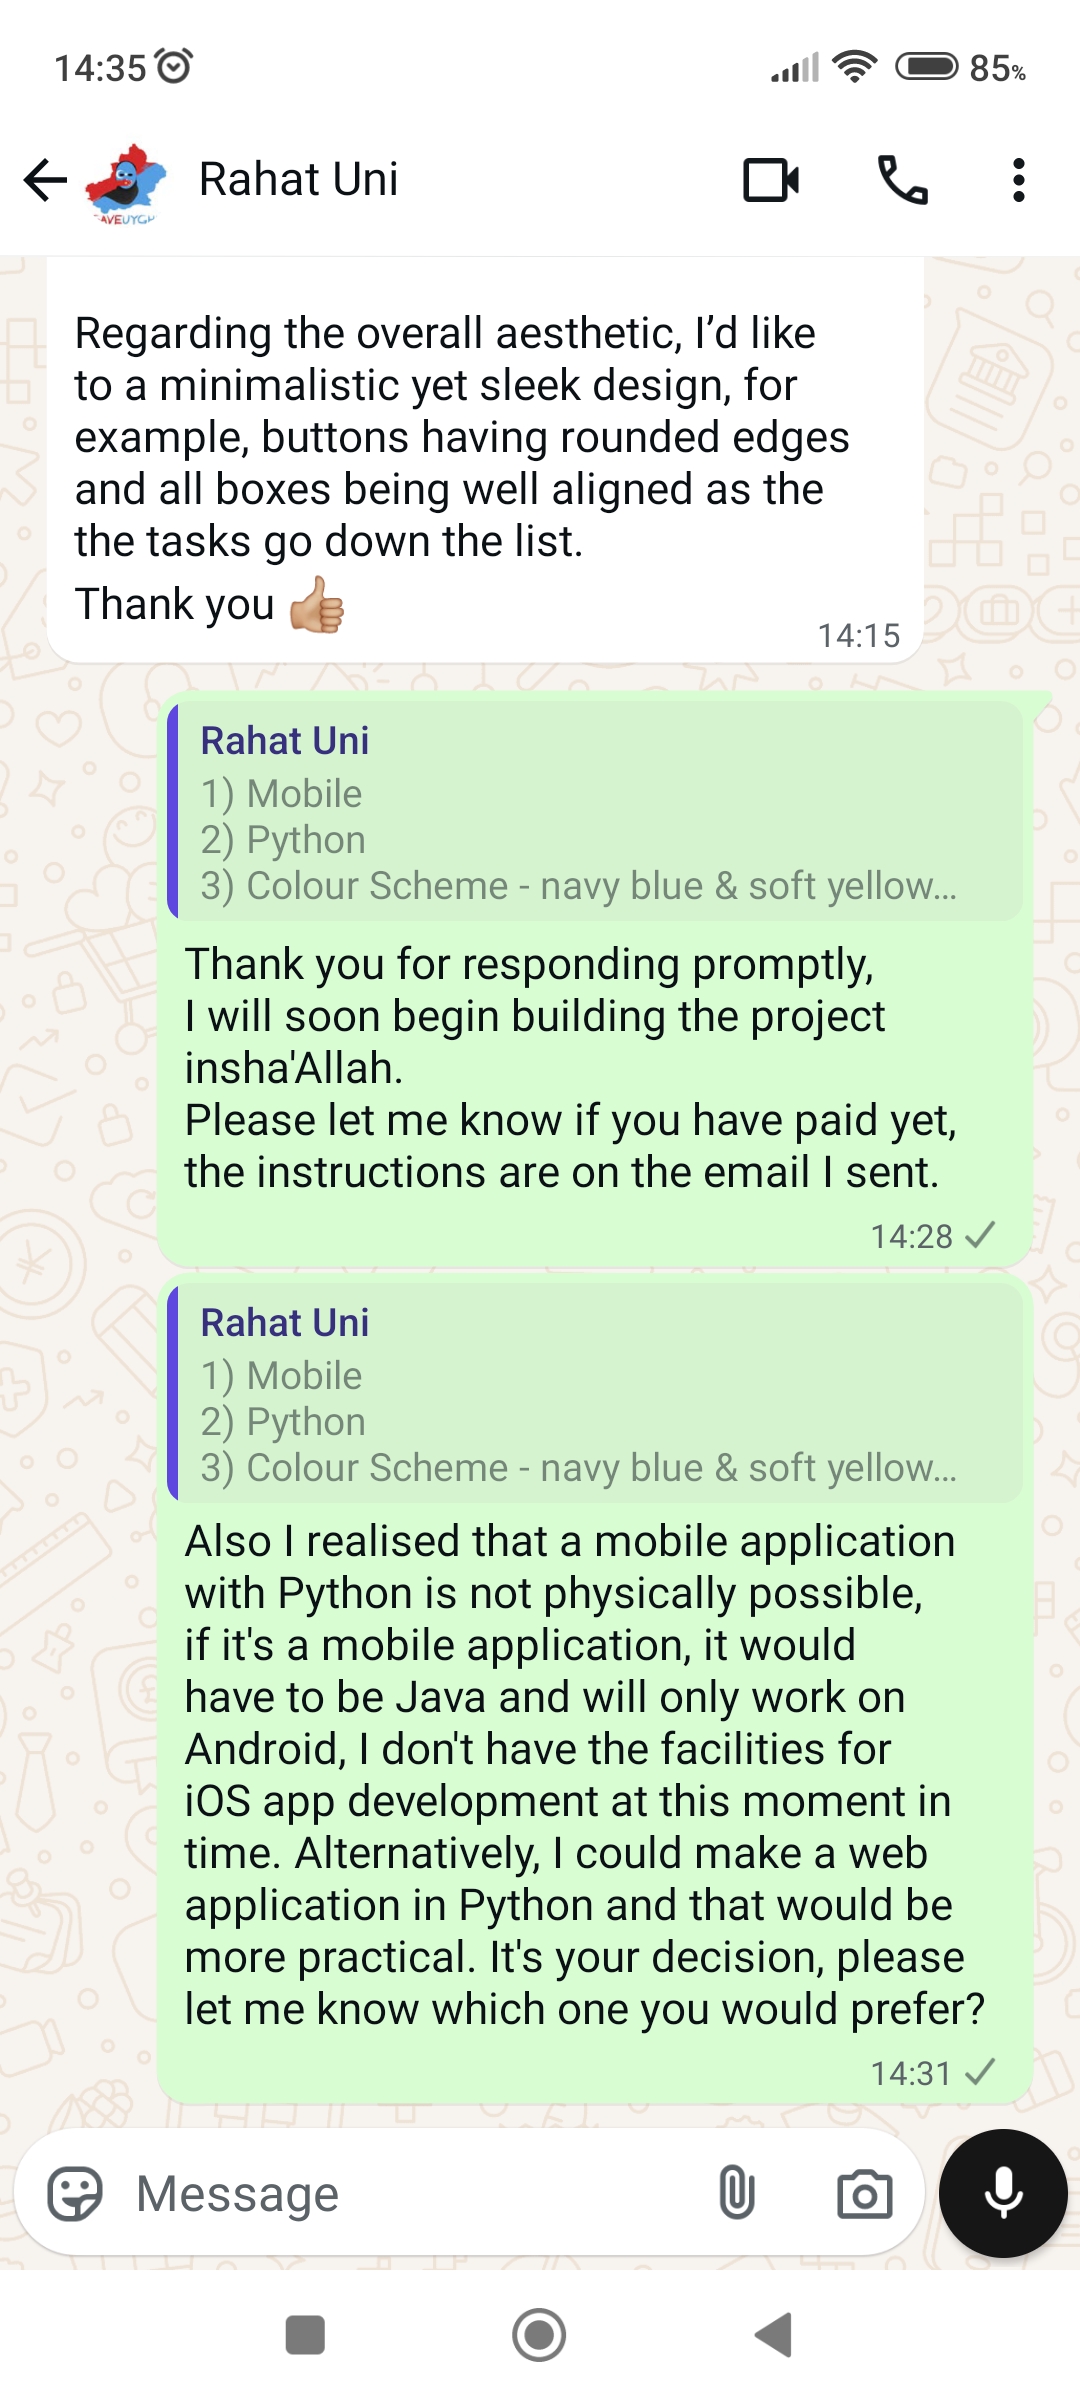 14:35
85%
Rahat Uni
AVEUYGU
Regarding the overall aesthetic, I’d like
to a minimalistic yet sleek design, for
example, buttons having rounded edges
and all boxes being well aligned as the
the tasks go down the list.
Thank you 👍🏼
14:15
Rahat Uni
1) Mobile
2) Python
3) Colour Scheme - navy blue & soft yellow...
Thank you for responding promptly,
I will soon begin building the project
insha'Allah.
Please let me know if you have paid yet,
the instructions are on the email I sent.
14:28
Rahat Uni
1) Mobile
2) Python
3) Colour Scheme - navy blue & soft yellow...
Also I realised that a mobile application
with Python is not physically possible,
if it's a mobile application, it would
have to be Java and will only work on
Android, I don't have the facilities for
iOS app development at this moment in
time. Alternatively, I could make a web
application in Python and that would be
more practical. It's your decision, please
let me know which one you would prefer?
14:31
Message